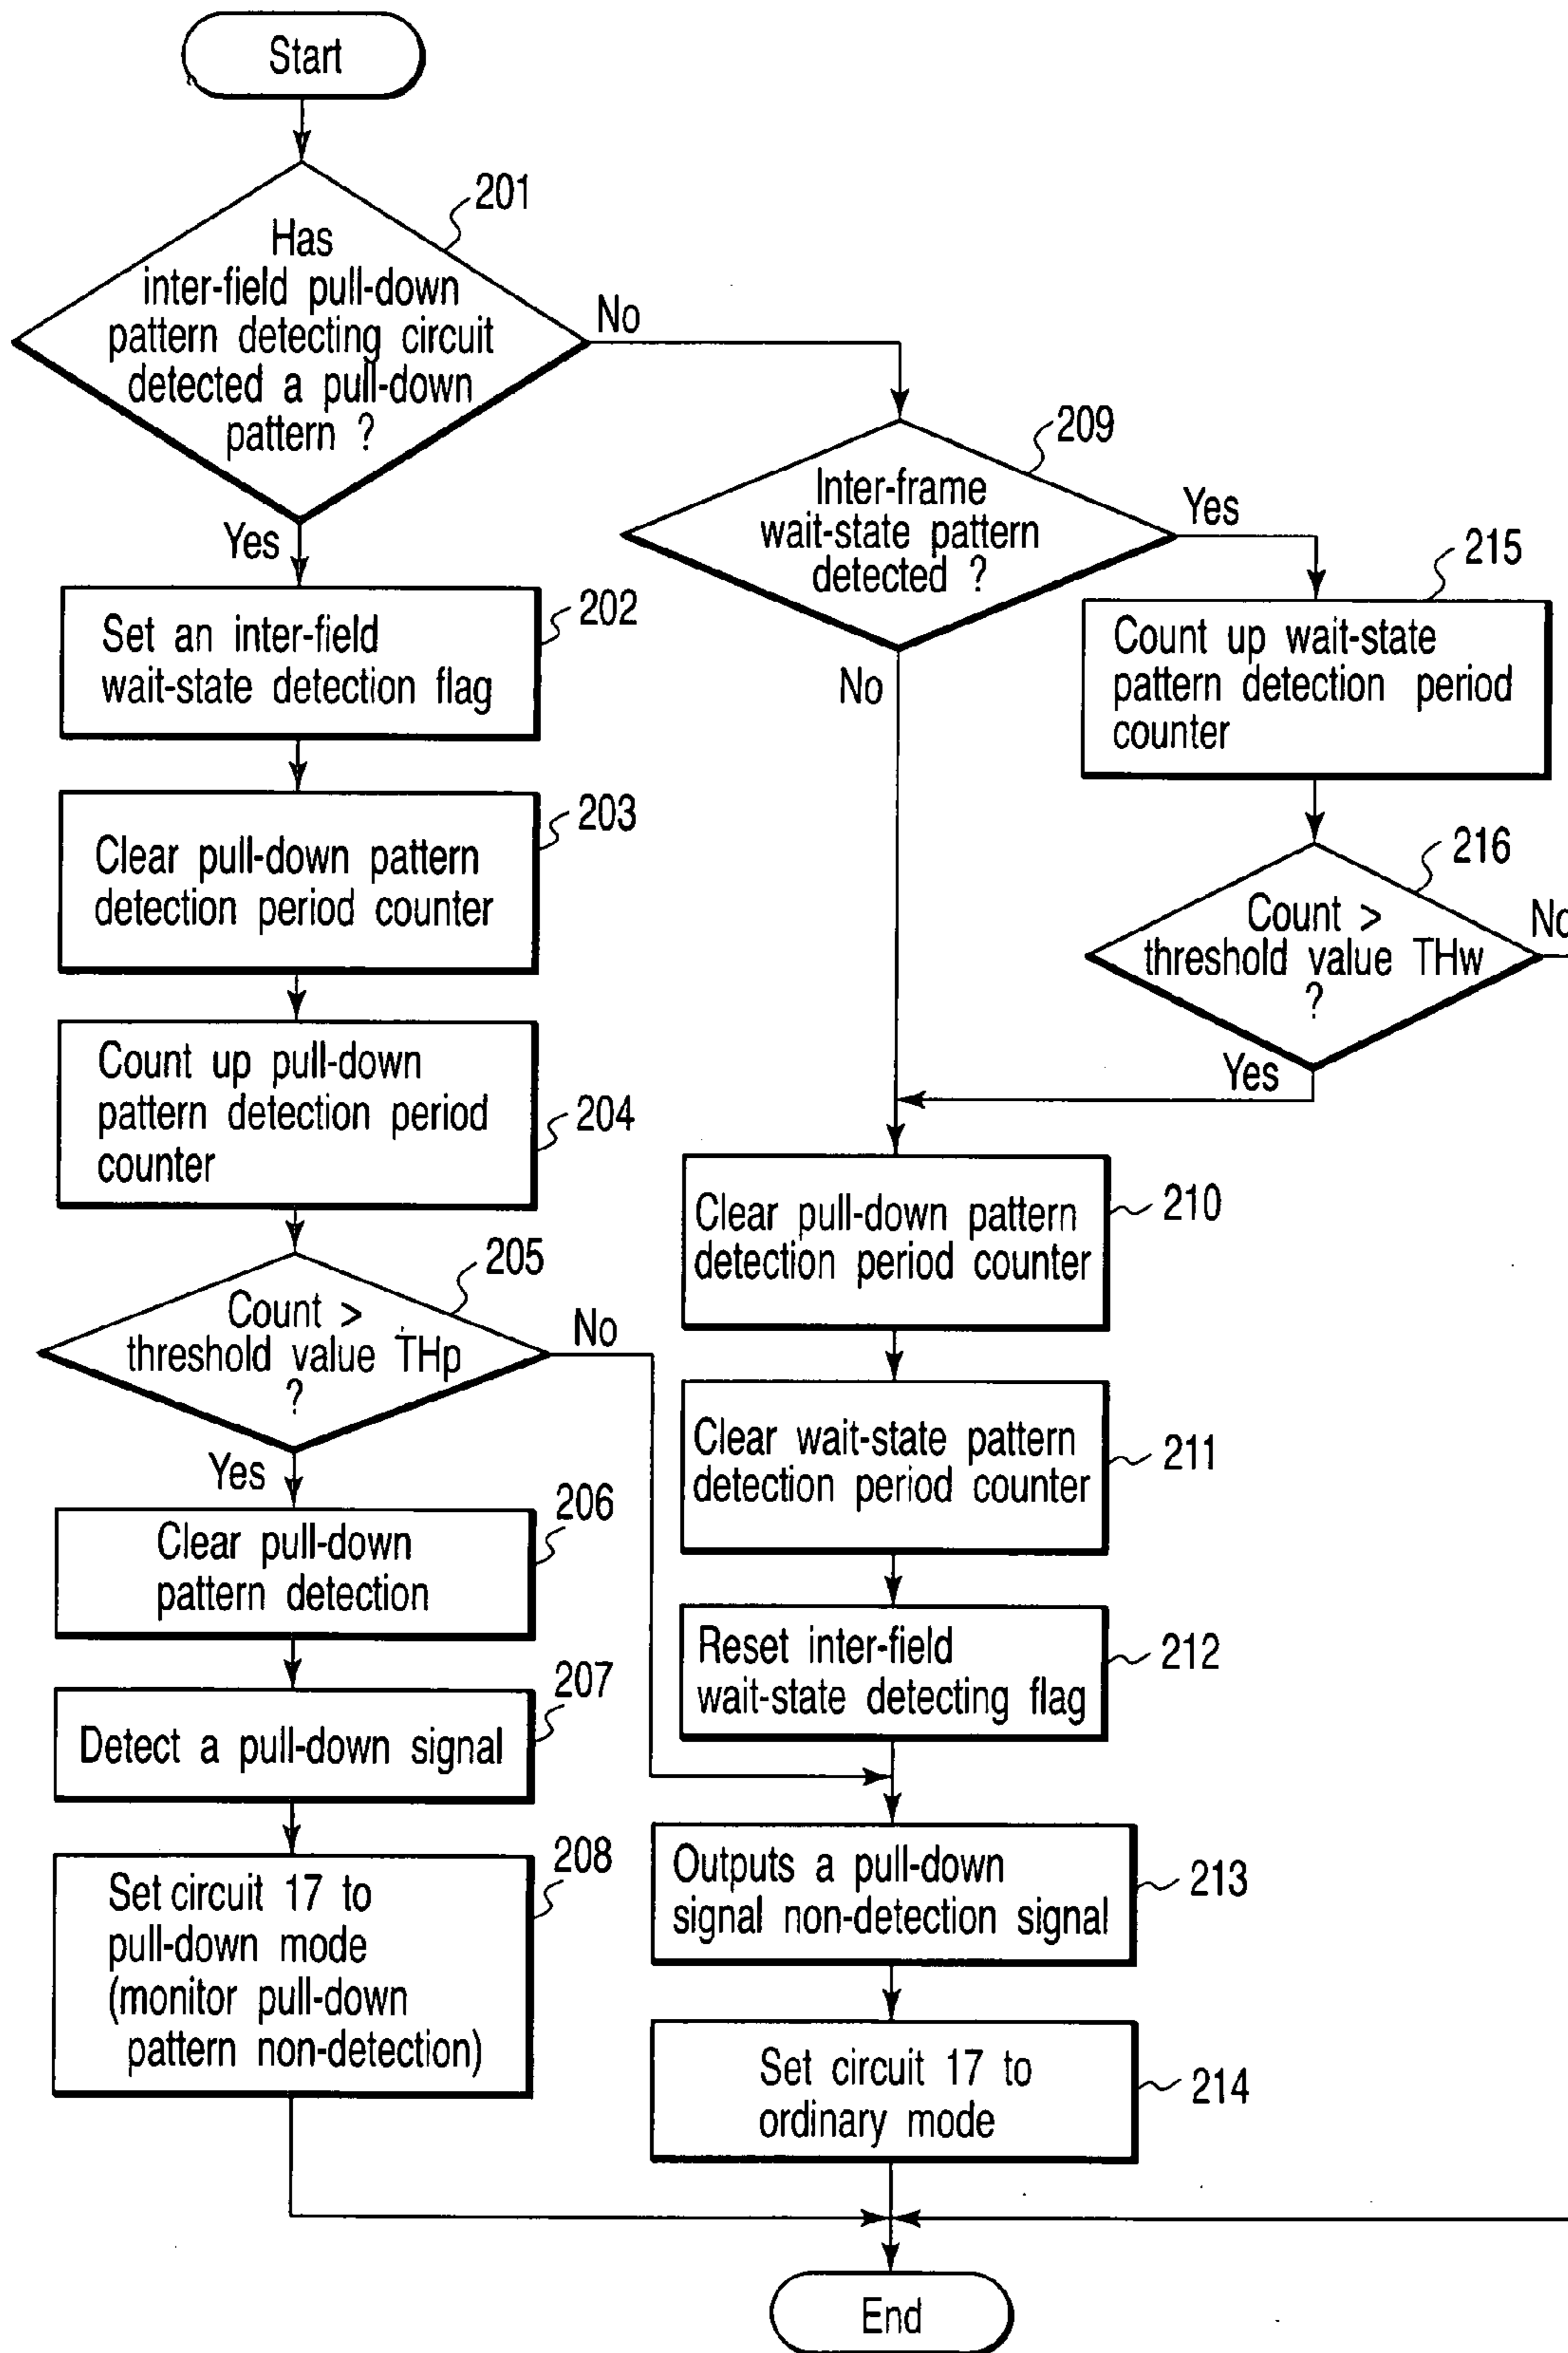 Start
201
Has
inter-field pull-down
pattern detecting circuit
detected a pull-down
pattern ?
No
Yes
209
Inter-frame
wait-state pattern
detected ?
Yes
No
215
Count up wait-state
pattern detection period
counter
202
Set an inter-field
wait-state detection flag
203
Clear pull-down pattern
detection period counter
216
Count >
threshold value THw
?
No
Yes
204
Count up pull-down
pattern detection period
counter
205
Count >
threshold value THp
?
No
Yes
210
Clear pull-down pattern
detection period counter
211
Clear wait-state pattern
detection period counter
206
Clear pull-down
pattern detection
212
Reset inter-field
wait-state detecting flag
207
Detect a pull-down signal
208
Set circuit 17 to
pull-down mode
(monitor pull-down
pattern non-detection)
213
Outputs a pull-down
signal non-detection signal
214
Set circuit 17 to
ordinary mode
End